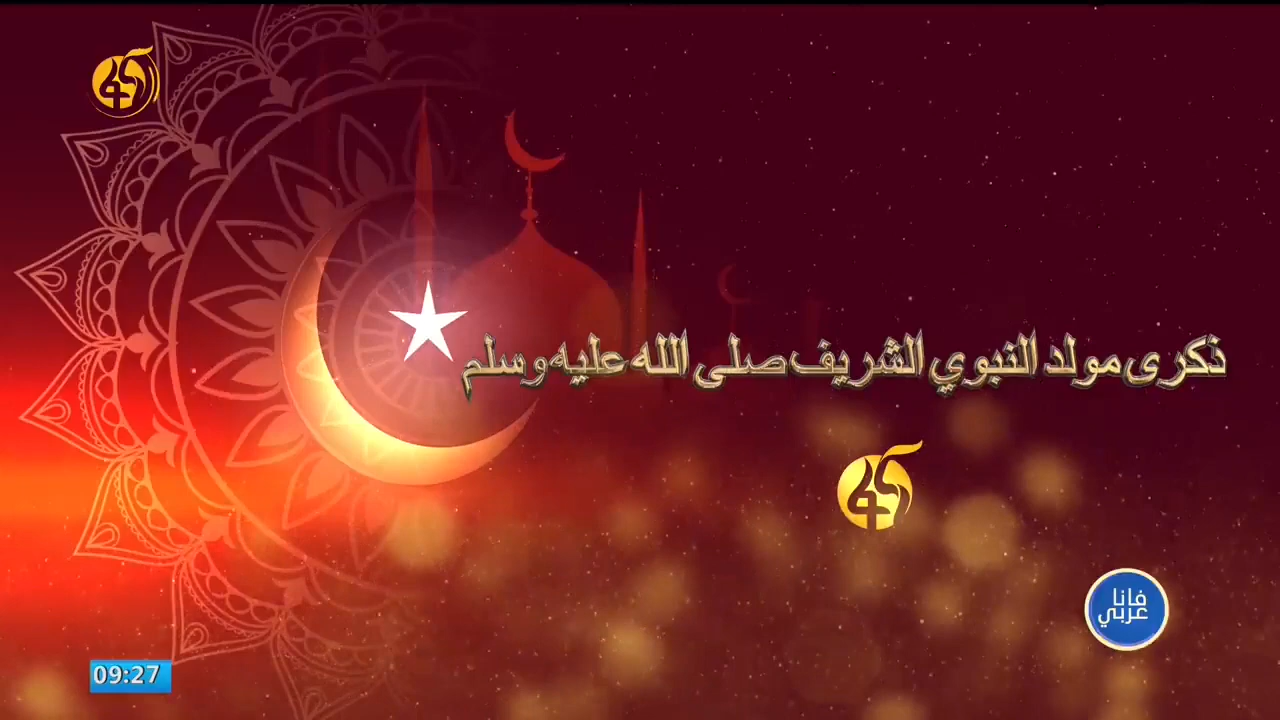 ذكرى مولد النبوي الشريف صلى الله عليه وسلم
فانا
عربي
09:27